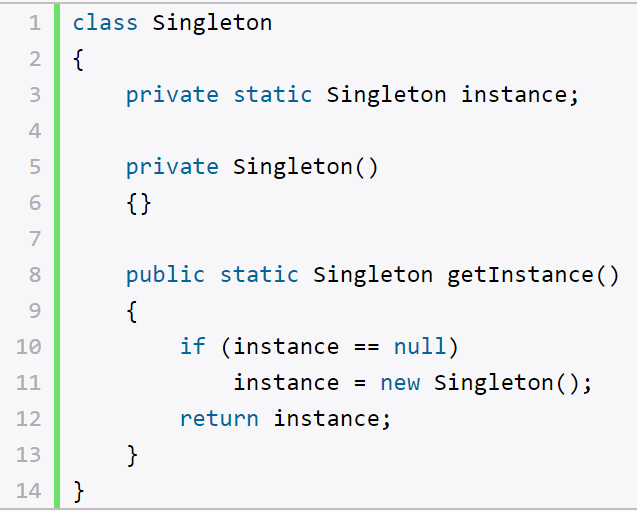 1 class Singleton
2 {
3     private static Singleton instance;
4
5     private Singleton()
6     {}
7
8     public static Singleton getInstance()
9     {
10         if (instance == null)
11             instance = new Singleton();
12         return instance;
13     }
14 }